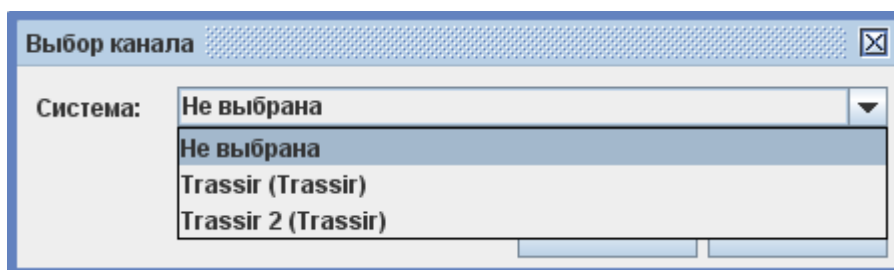 Выбор канала
Система: Не выбрана
Не выбрана
Trassir (Trassir)
Trassir 2 (Trassir)